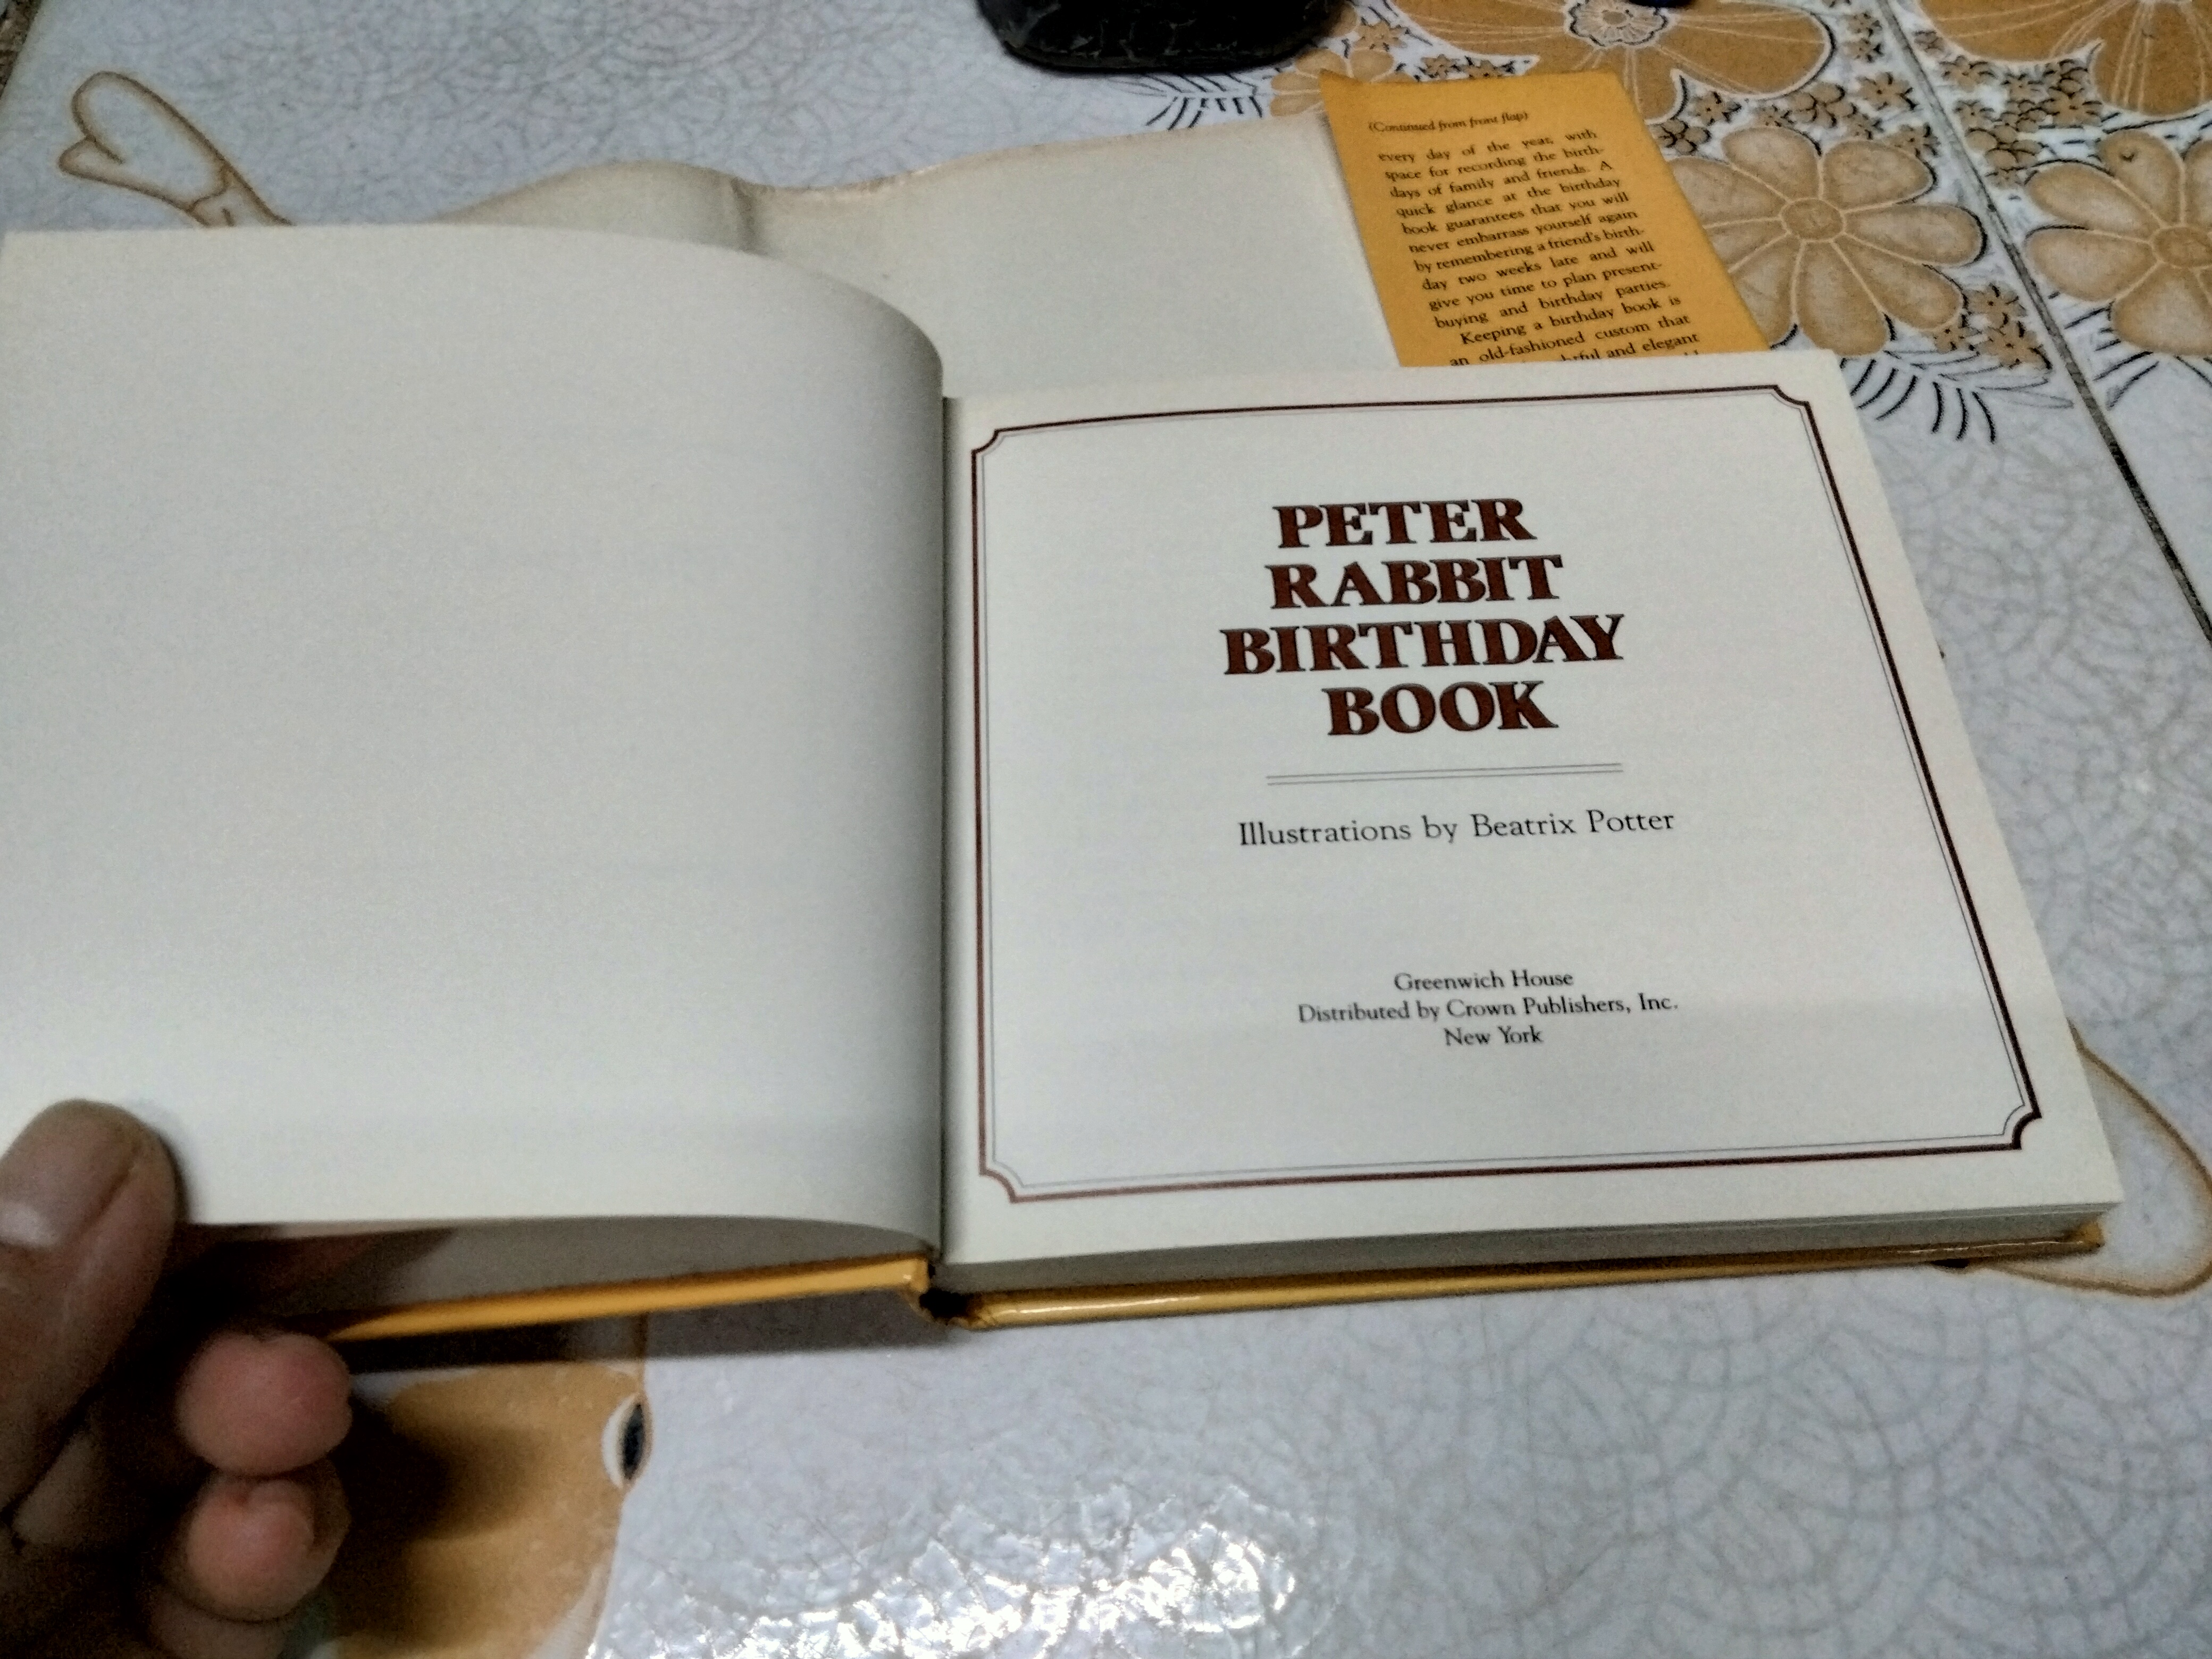 (Continued from front flap)
every day of the year, with
space for recording the birth-
days of family and friends. A
quick glance at the birthday
book guarantees that you will
never embarrass yourself again
by remembering a friend's birth-
day two weeks late and will
give you time to plan present-
buying and birthday parties.
Keeping a birthday book is
an old-fashioned custom that
and elegant
PETER
RABBIT
BIRTHDAY
BOOK
Illustrations by Beatrix Potter
Greenwich House
Distributed by Crown Publishers, Inc.
New York